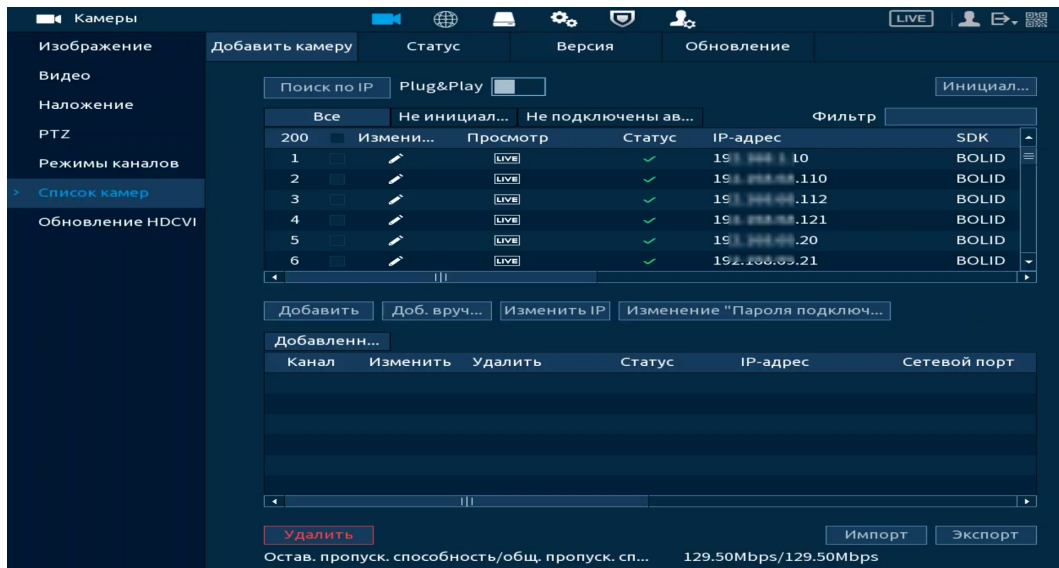 Камеры LIVE
Изображение
Видео
Наложение
PTZ
Режимы каналов
> Список камер
Обновление HDCVI
Добавить камеру Статус Версия Обновление
Поиск по IP Plug&Play Инициал...
Все Не инициал... Не подключены ав... Фильтр
200 Измени... Просмотр Статус IP-адрес SDK
1 LIVE 10 BOLID
2 LIVE .110 BOLID
3 LIVE .112 BOLID
4 LIVE .121 BOLID
5 LIVE .20 BOLID
6 LIVE .21 BOLID
Добавить Доб. вруч... Изменить IP Изменение "Пароля подключ...
Добавленн...
Канал Изменить Удалить Статус IP-адрес Сетевой порт
Удалить Импорт Экспорт
Остав. пропуск. способность/общ. пропуск. сп... 129.50Mbps/129.50Mbps